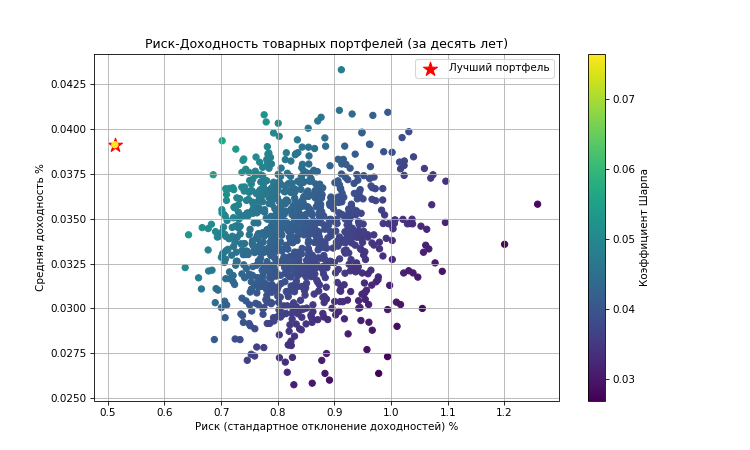 Риск-Доходность товарных портфелей (за десять лет)
Лучший портфель
Средняя доходность %
0.0425
0.0400
0.0375
0.0350
0.0325
0.0300
0.0275
0.0250
0.5 0.6 0.7 0.8 0.9 1.0 1.1 1.2
Риск (стандартное отклонение доходностей) %
0.07
0.06
0.05
0.04
0.03
Коэффициент Шарпа